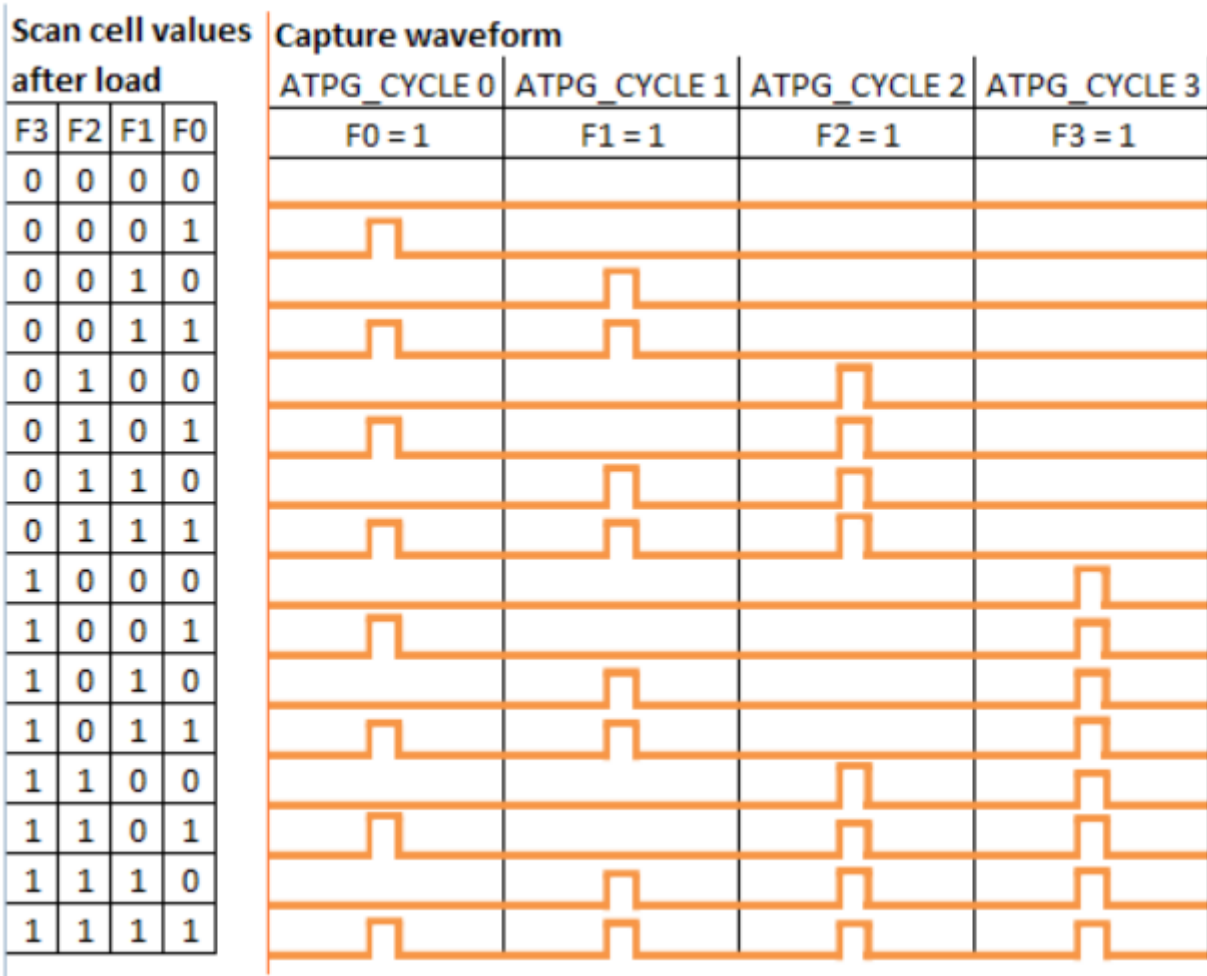 Scan cell values
after load
Capture waveform
ATPG_CYCLE 0 ATPG_CYCLE 1 ATPG_CYCLE 2 ATPG_CYCLE 3
F3 F2 F1 F0 F0 = 1 F1 = 1 F2 = 1 F3 = 1
0 0 0 0
0 0 0 1
0 0 1 0
0 0 1 1
0 1 0 0
0 1 0 1
0 1 1 0
0 1 1 1
1 0 0 0
1 0 0 1
1 0 1 0
1 0 1 1
1 1 0 0
1 1 0 1
1 1 1 0
1 1 1 1